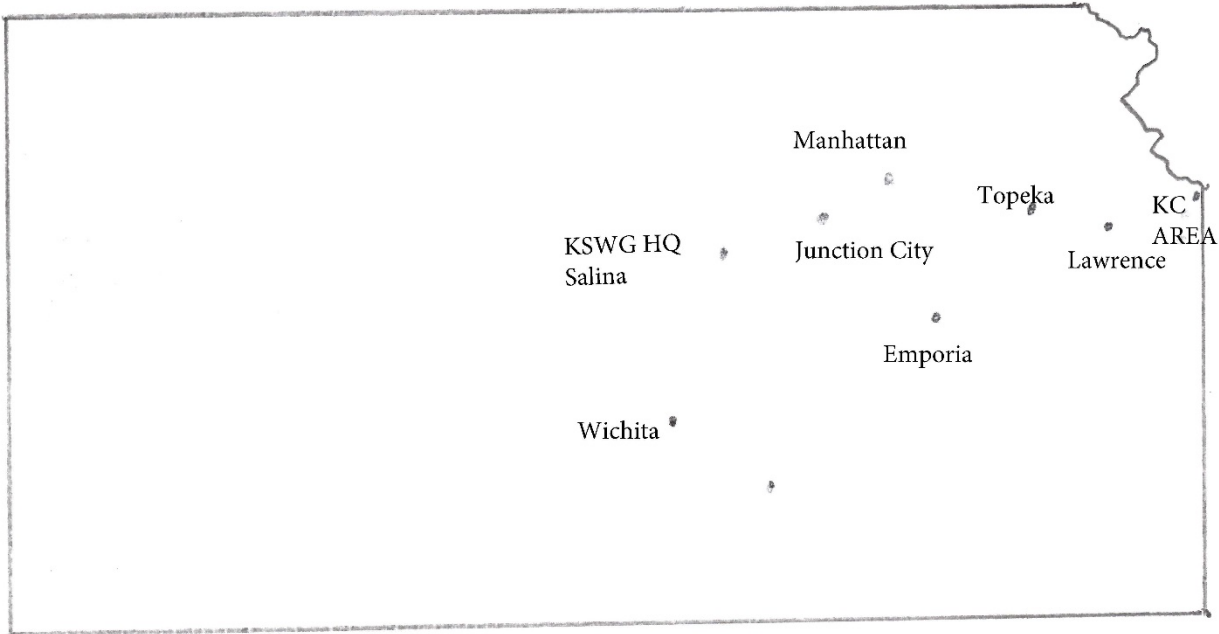 Manhattan
Topeka
KC
AREA
KSWG HQ
Salina
Junction City
Lawrence
Emporia
Wichita